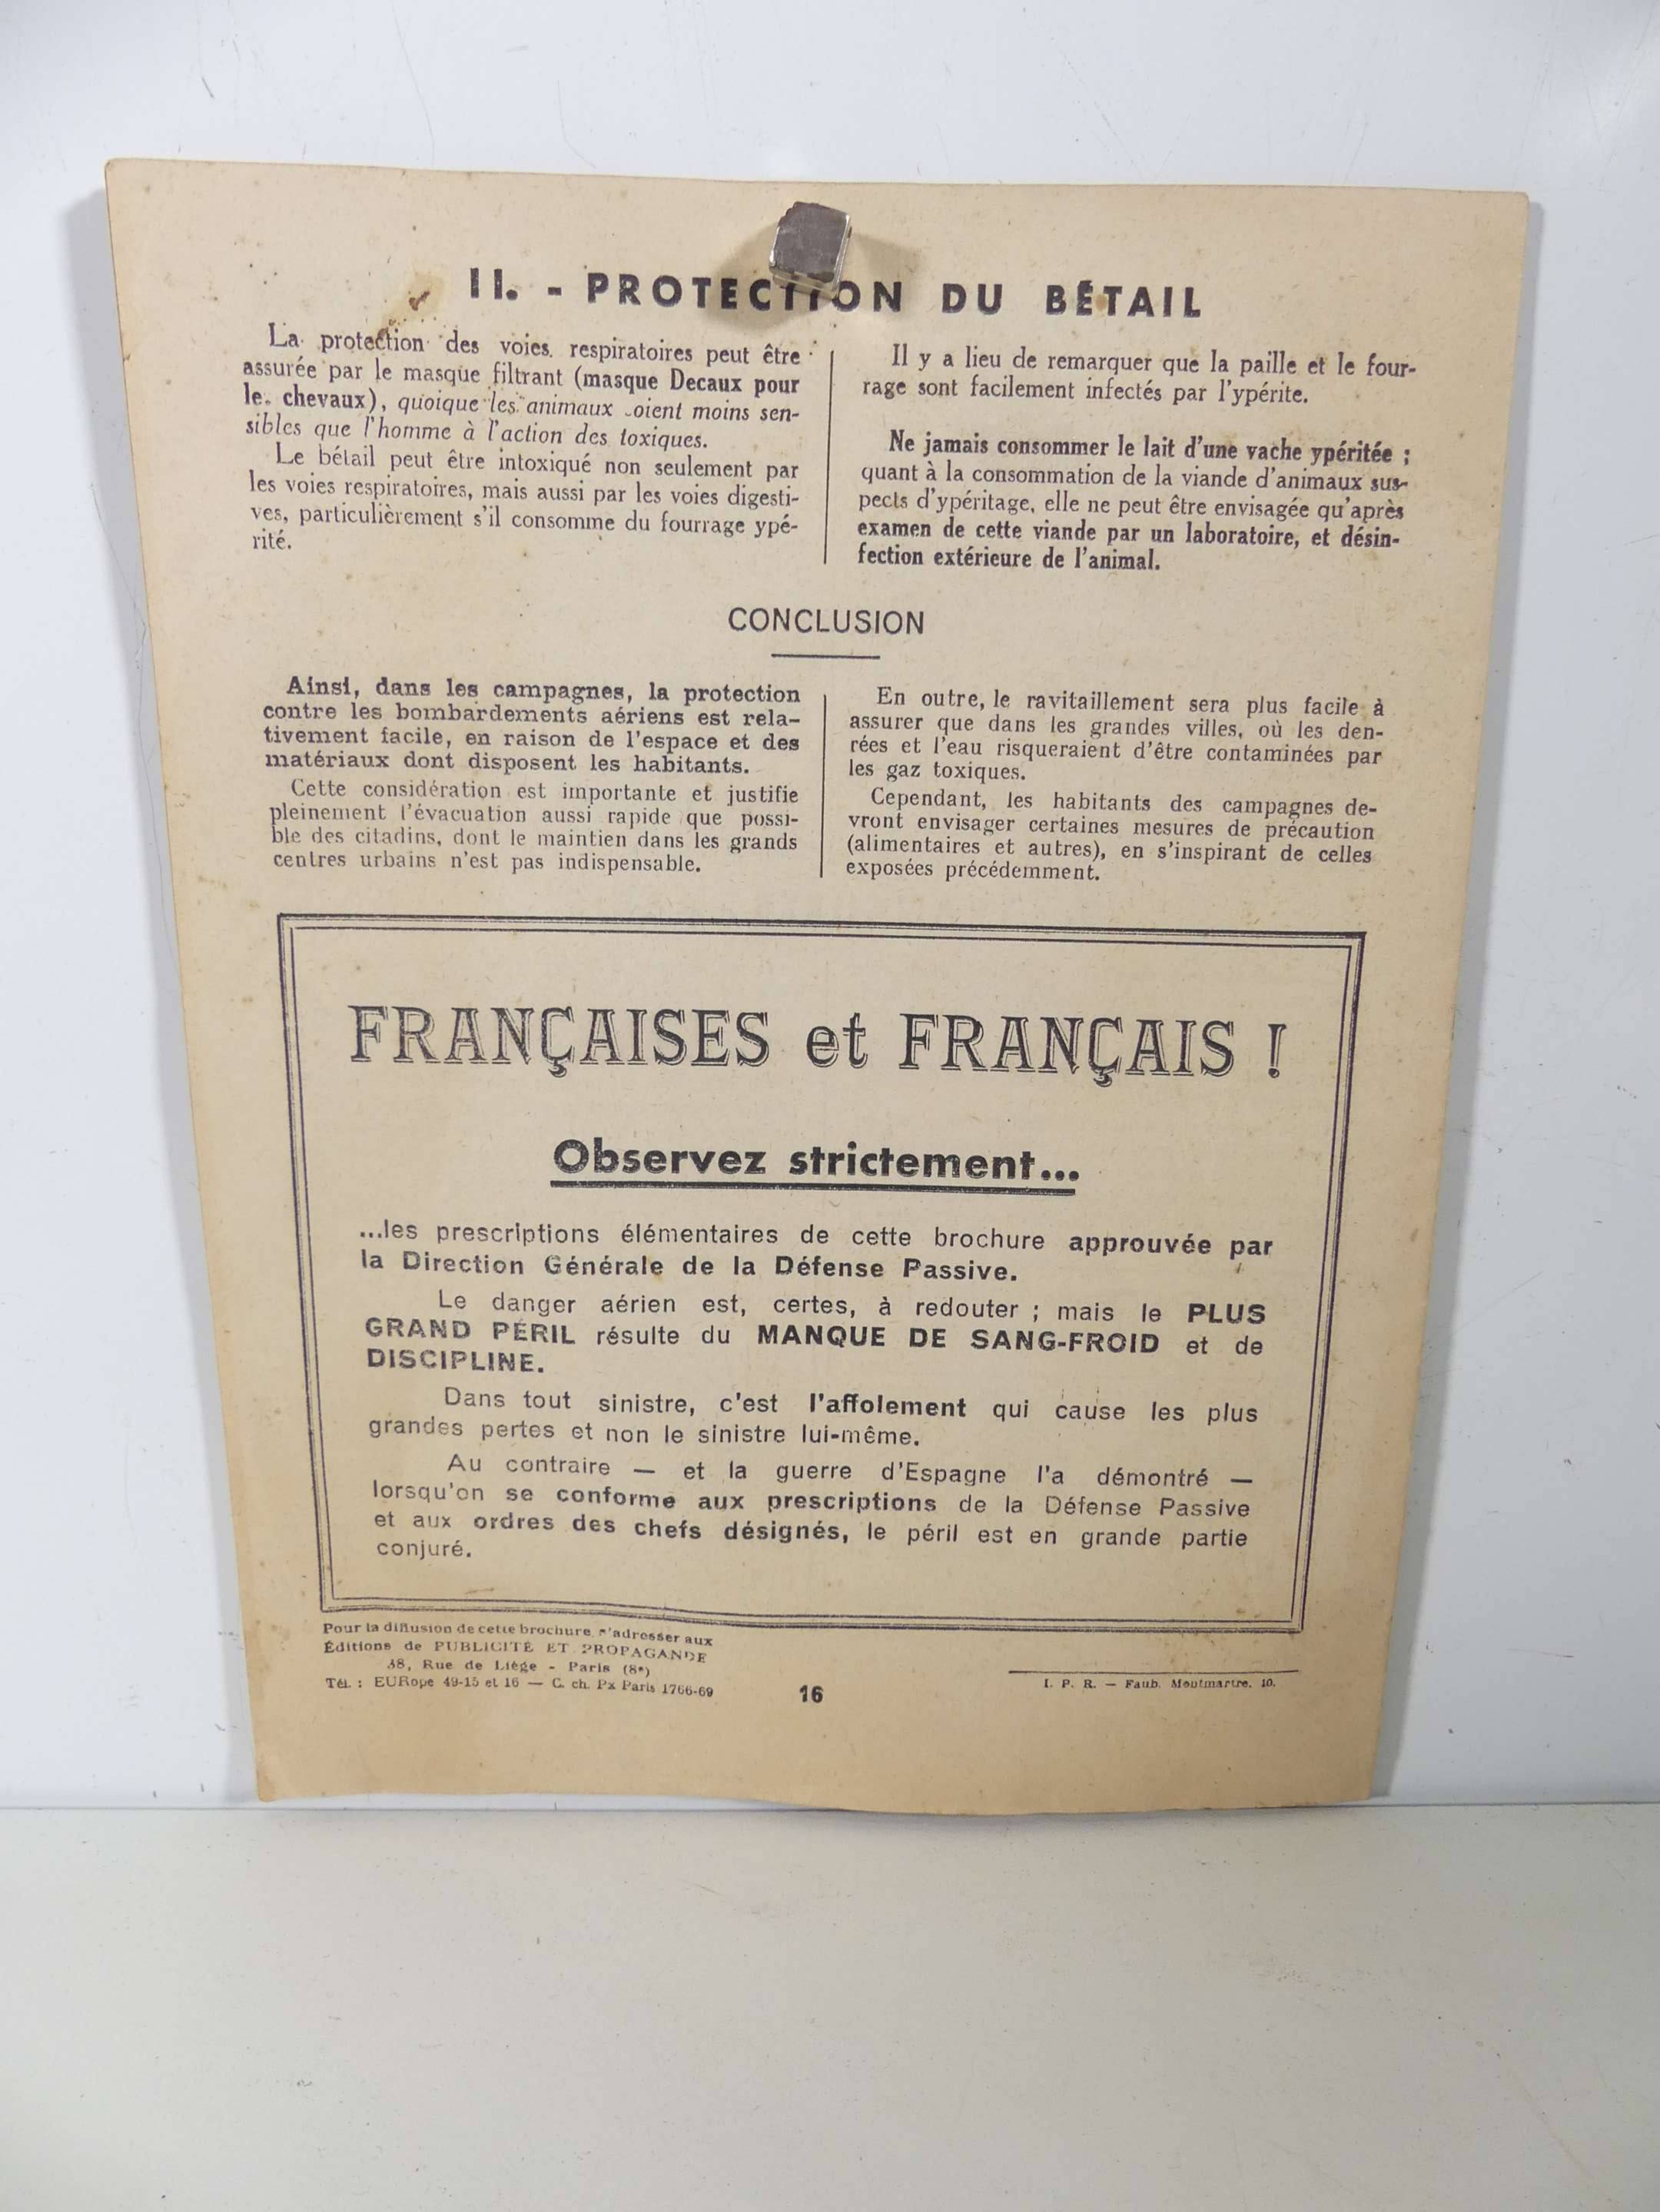 II. - PROTECTION DU BÉTAIL
La protection des voies respiratoires peut être
assurée par le masque filtrant (masque Decaux pour
le chevaux), quoique les animaux oient moins sen-
sibles que l'homme à l'action des toxiques.
Le bétail peut être intoxiqué non seulement par
les voies respiratoires, mais aussi par les voies digesti-
ves, particulièrement s'il consomme du fourrage ypé-
rité.
Il y a lieu de remarquer que la paille et le four-
rage sont facilement infectés par l'ypérite.
Ne jamais consommer le lait d'une vache ypéritée ;
quant à la consommation de la viande d'animaux sus-
pects d'ypéritage, elle ne peut être envisagée qu'après
examen de cette viande par un laboratoire, et désin-
fection extérieure de l'animal.
CONCLUSION
Ainsi, dans les campagnes, la protection
contre les bombardements aériens est rela-
tivement facile, en raison de l'espace et des
matériaux dont disposent les habitants.
Cette considération est importante et justifie
pleinement l'évacuation aussi rapide que possi-
ble des citadins, dont le maintien dans les grands
centres urbains n'est pas indispensable.
En outre, le ravitaillement sera plus facile à
assurer que dans les grandes villes, où les den-
rées et l'eau risqueraient d'être contaminées par
les gaz toxiques.
Cependant, les habitants des campagnes de-
vront envisager certaines mesures de précaution
(alimentaires et autres), en s'inspirant de celles
exposées précédemment.
FRANÇAISES et FRANÇAIS !
Observez strictement...
...les prescriptions élémentaires de cette brochure approuvée par
la Direction Générale de la Défense Passive.
Le danger aérien est, certes, à redouter ; mais le PLUS
GRAND PÉRIL résulte du MANQUE DE SANG-FROID et de
DISCIPLINE.
Dans tout sinistre, c'est l'affolement qui cause les plus
grandes pertes et non le sinistre lui-même.
Au contraire — et la guerre d'Espagne l'a démontré —
lorsqu'on se conforme aux prescriptions de la Défense Passive
et aux ordres des chefs désignés, le péril est en grande partie
conjuré.
Pour la diffusion de cette brochure s'adresser aux
Éditions de PUBLICITÉ ET PROPAGANDE
38, Rue de Liége - Paris (8e)
Tél. : EURope 49-15 et 16 — C. ch. Px Paris 1766-69
16
I. P. R. — Faub. Montmartre. 10.